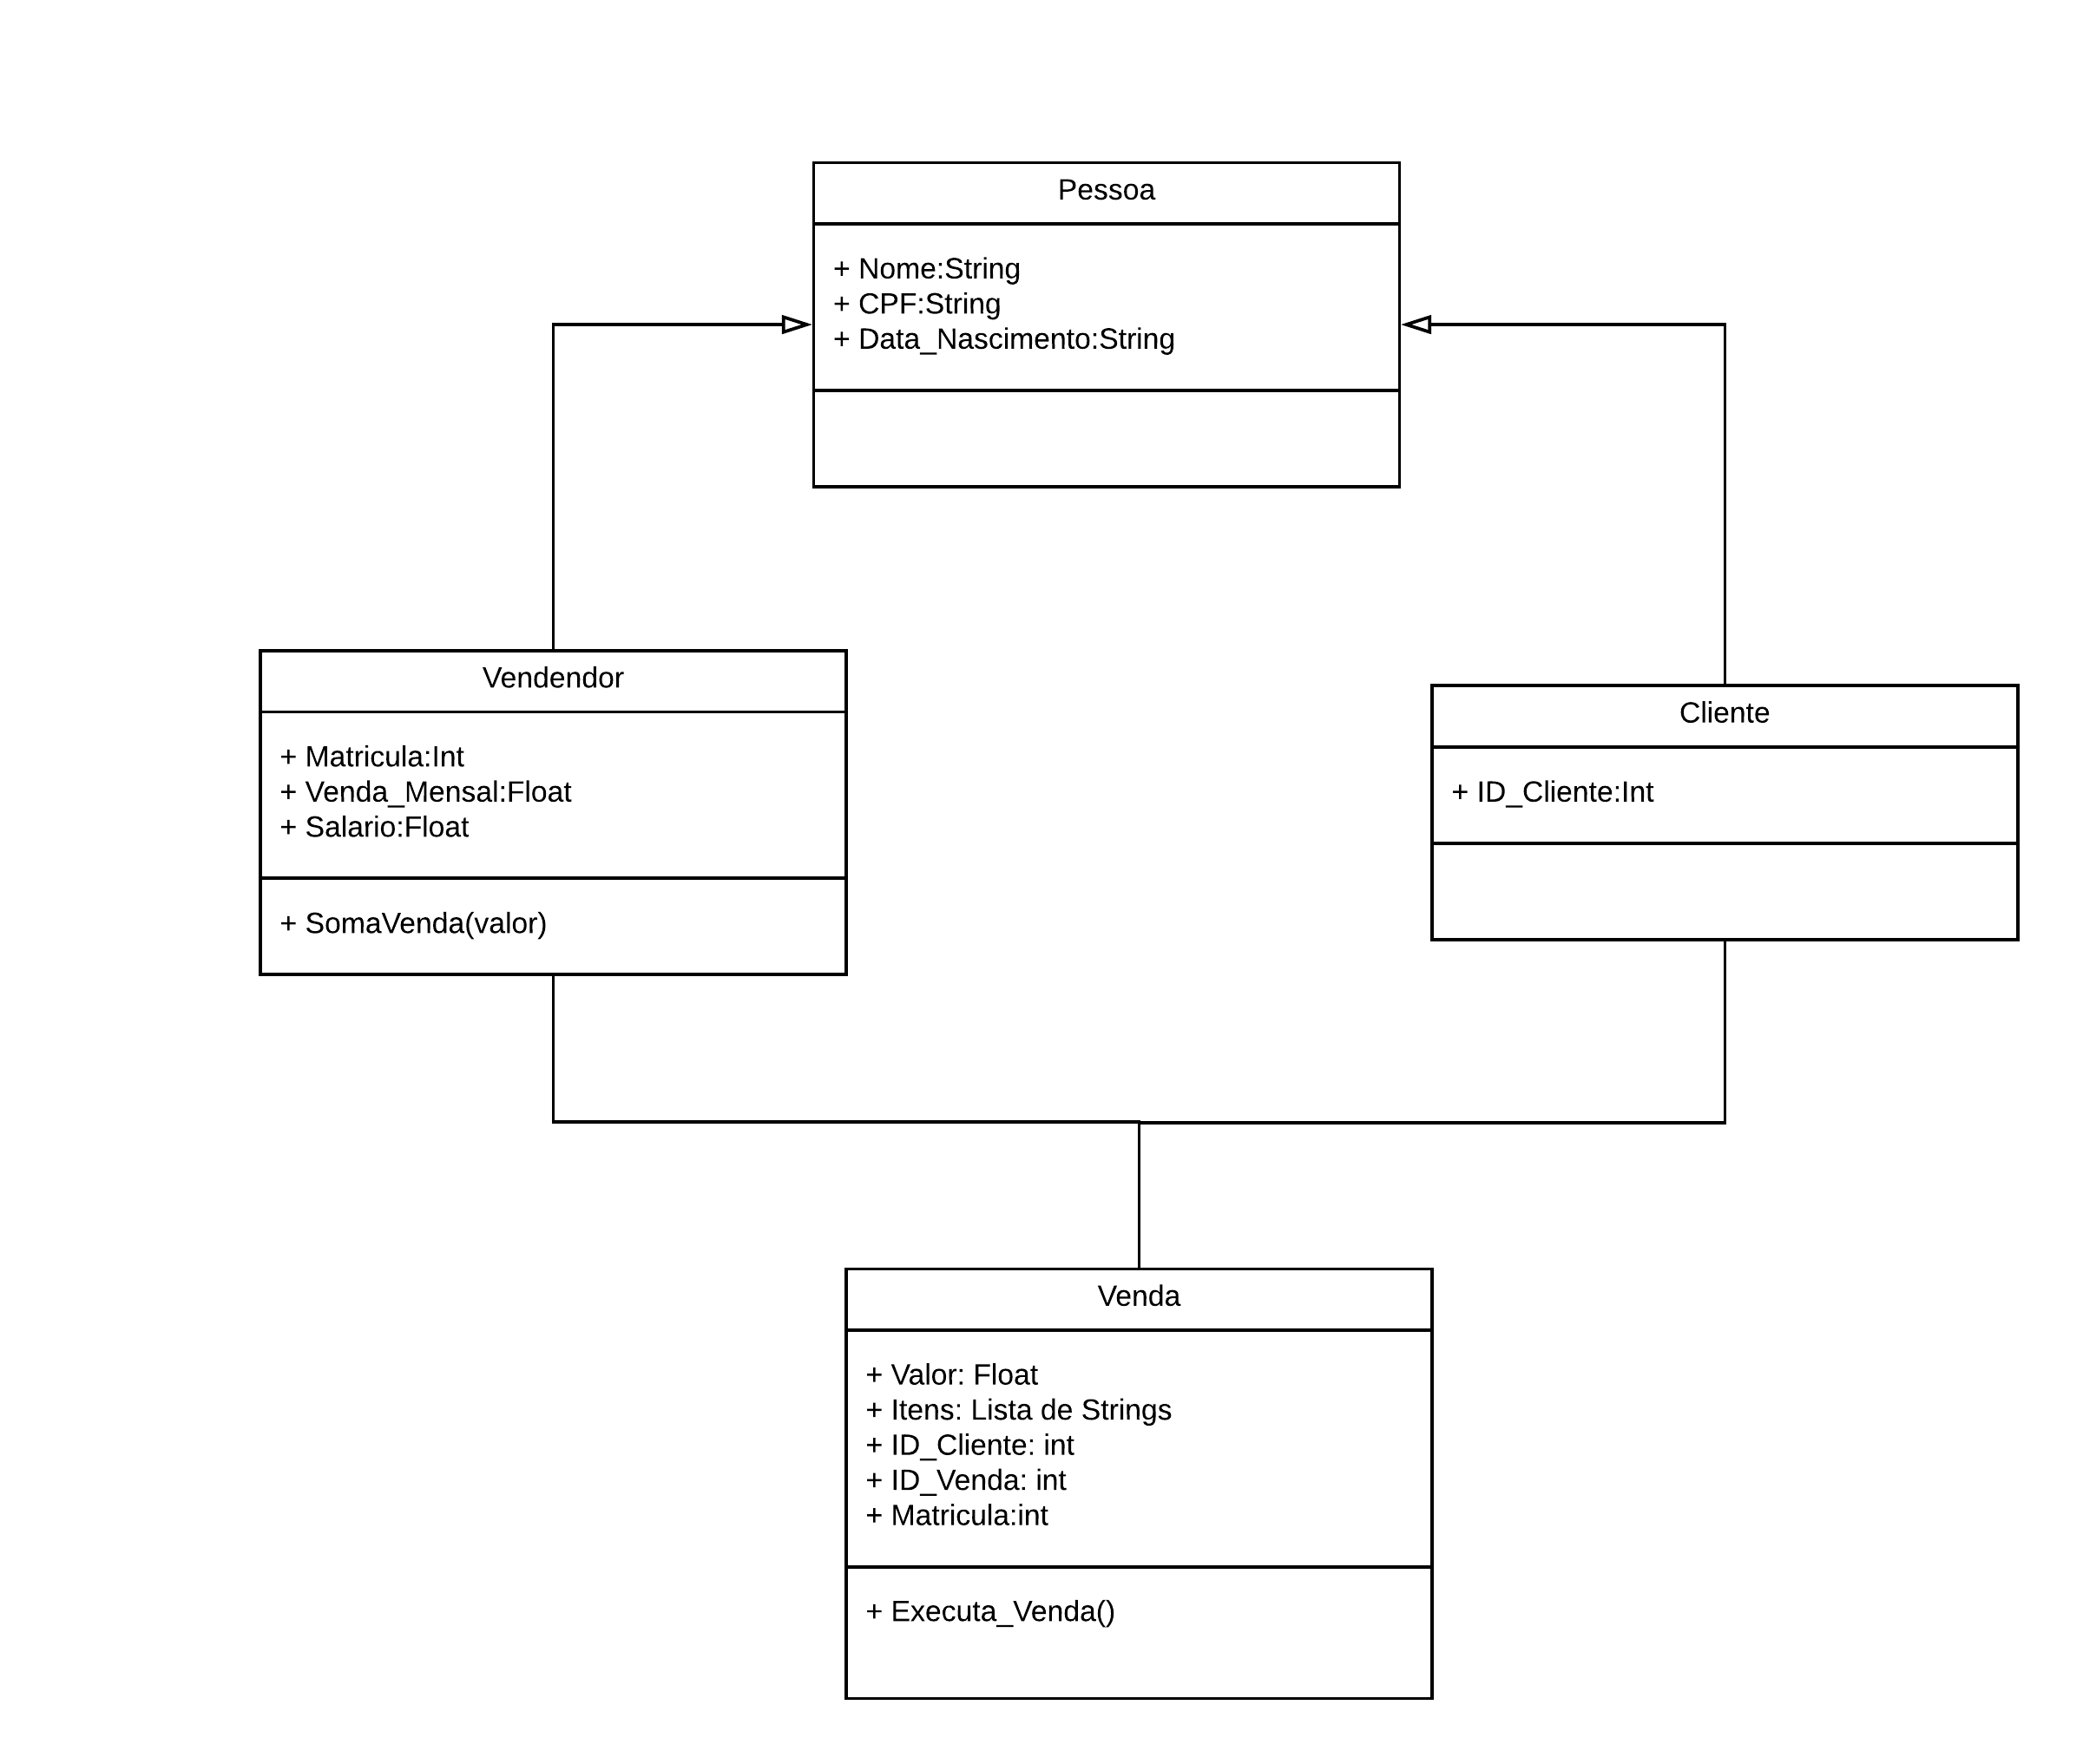 Pessoa
+ Nome:String
+ CPF:String
+ Data_Nascimento:String
Vendendor
+ Matricula:Int
+ Venda_Mensal:Float
+ Salario:Float
+ SomaVenda(valor)
Cliente
+ ID_Cliente:Int
Venda
+ Valor: Float
+ Itens: Lista de Strings
+ ID_Cliente: int
+ ID_Venda: int
+ Matricula:int
+ Executa_Venda()